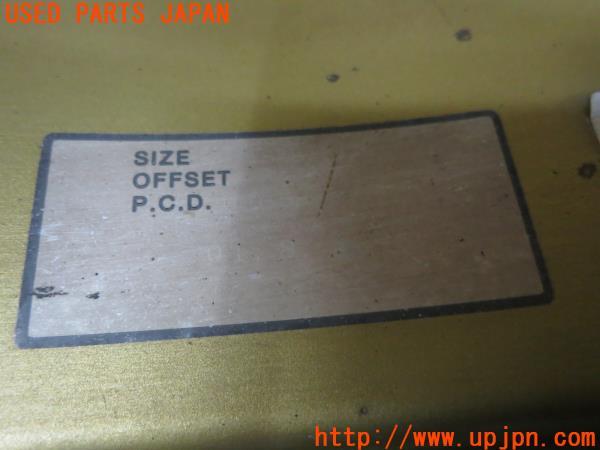 USED PARTS JAPAN
SIZE
OFFSET
P.C.D.
http://www.upjpn.com